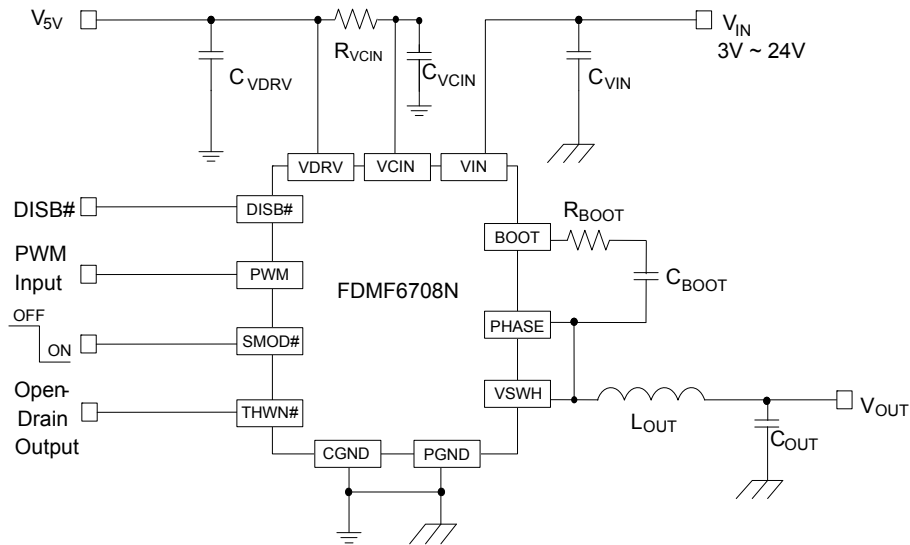 V5V
RVCIN
CVDRV
CVCIN
CVIN
VIN
3V ~ 24V
VDRV
VCIN
VIN
DISB#
DISB#
PWM
Input
PWM
OFF
ON
SMOD#
Open-
Drain
Output
THWN#
FDMF6708N
BOOT
RBOOT
CBOOT
PHASE
VSWH
LOUT
VOUT
COUT
CGND
PGND